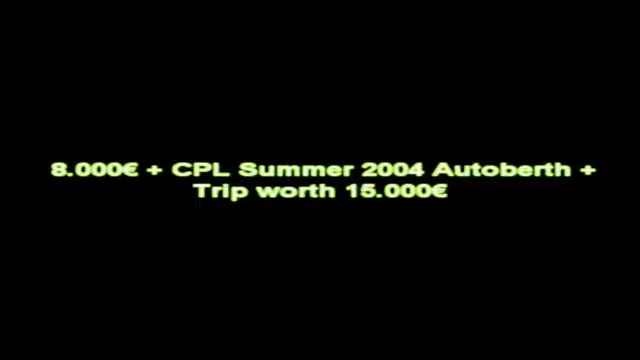 8.000€ + CPL Summer 2004 Autoberth +
Trip worth 15.000€